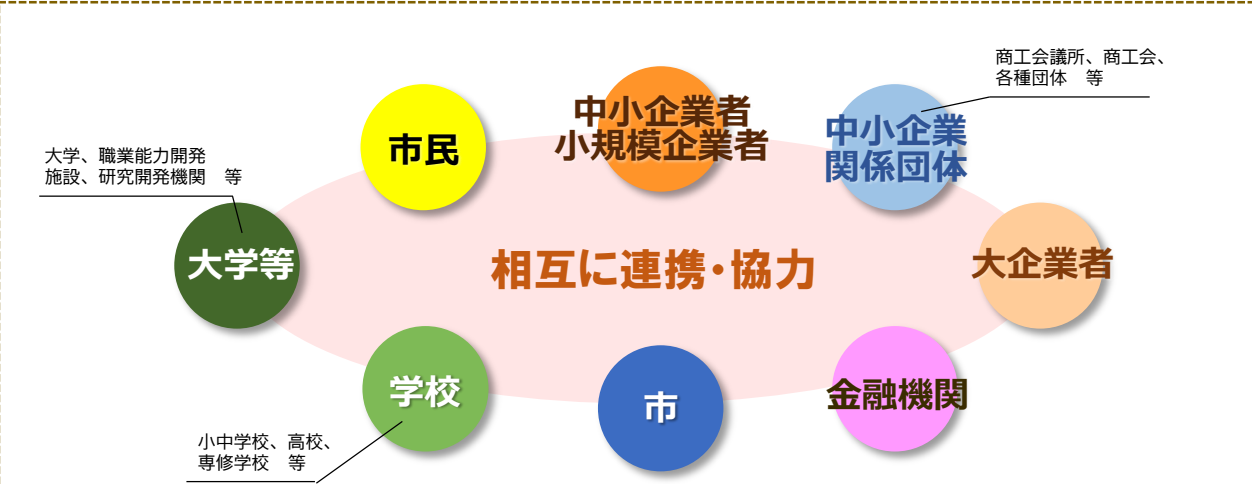 商工会議所、商工会、
各種団体　等
中小企業者
小規模企業者
市民
中小企業
関係団体
大学、職業能力開発
施設、研究開発機関　等
大学等
相互に連携・協力
大企業者
学校
市
金融機関
小中学校、高校、
専修学校　等